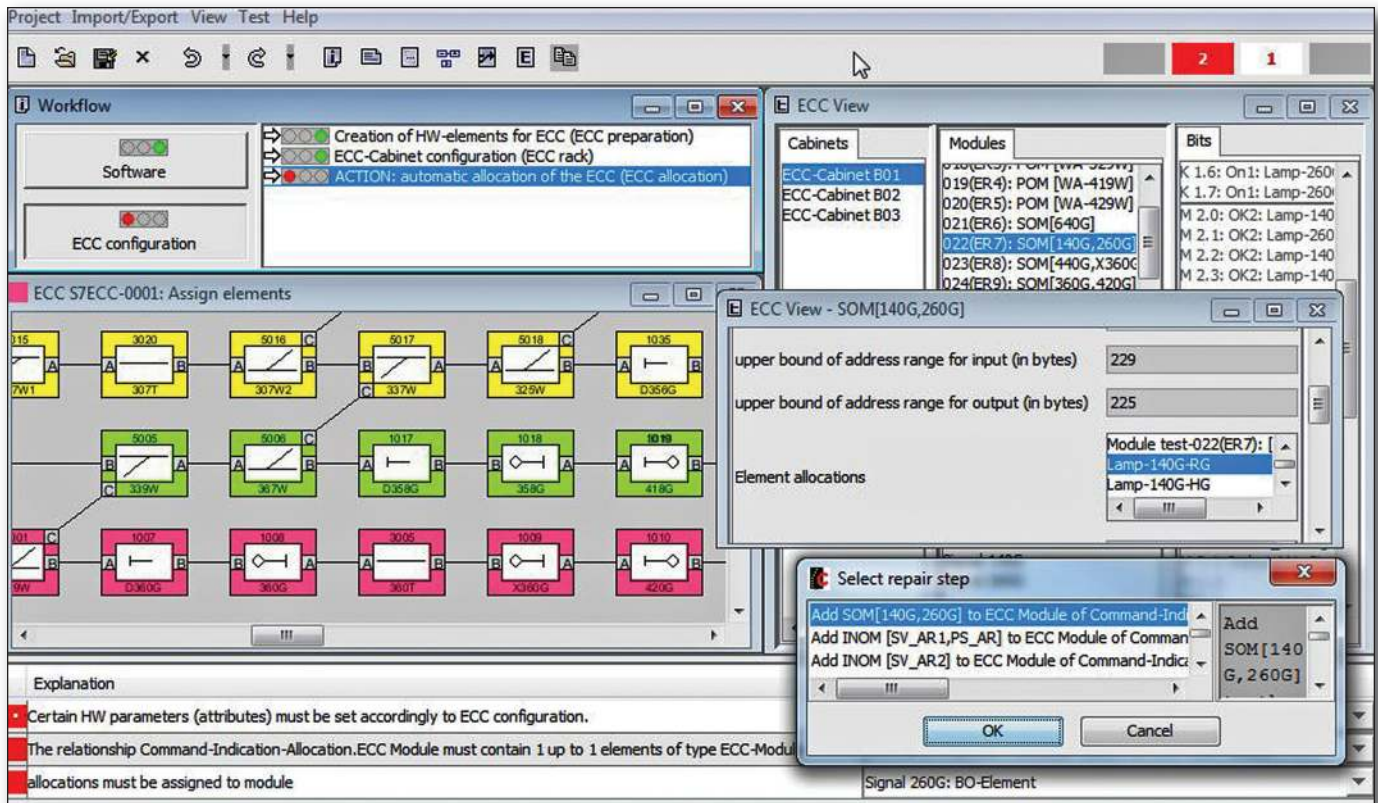 Project Import/Export View Test Help
2 1
Workflow
Software
ECC configuration
Creation of HW-elements for ECC (ECC preparation)
ECC-Cabinet configuration (ECC rack)
ACTION: automatic allocation of the ECC (ECC allocation)
ECC View
Cabinets
ECC-Cabinet B01
ECC-Cabinet B02
ECC-Cabinet B03
Modules
019(ER4): POM [WA-419W]
020(ER5): POM [WA-429W]
021(ER6): SOM[640G]
022(ER7): SOM[140G,260G]
023(ER8): SOM[440G,X360G
024(ER9): SOM[360G,420G]
Bits
K 1.6: On1: Lamp-260
K 1.7: On1: Lamp-260
M 2.0: OK2: Lamp-140
M 2.1: OK2: Lamp-260
M 2.2: OK2: Lamp-140
M 2.3: OK2: Lamp-140
ECC S7ECC-0001: Assign elements
015 3020 5016 C 5017 5018 C 1035
A A B A B B A A B A B
7W1 307T 307W2 C 337W 325W D356G
5005 5006 C 1017 1018 1019
B A A B A B B A A B
C 339W 367W D358G 358G 418G
001 C 1007 1008 3005 1009 1010
B A B B A A B B A A B
9W D360G 360G 360T X360G 420G
ECC View - SOM[140G,260G]
upper bound of address range for input (in bytes) 229
upper bound of address range for output (in bytes) 225
Element allocations
Module test-022(ER7): [
Lamp-140G-RG
Lamp-140G-HG
Select repair step
Add SOM[140G,260G] to ECC Module of Command-Indi
Add INOM [SV_AR1,PS_AR] to ECC Module of Comman
Add INOM [SV_AR2] to ECC Module of Command-Indica
Add
SOM[140
G,260G]
OK Cancel
Explanation
Certain HW parameters (attributes) must be set accordingly to ECC configuration.
The relationship Command-Indication-Allocation.ECC Module must contain 1 up to 1 elements of type ECC-Modul
allocations must be assigned to module Signal 260G: BO-Element